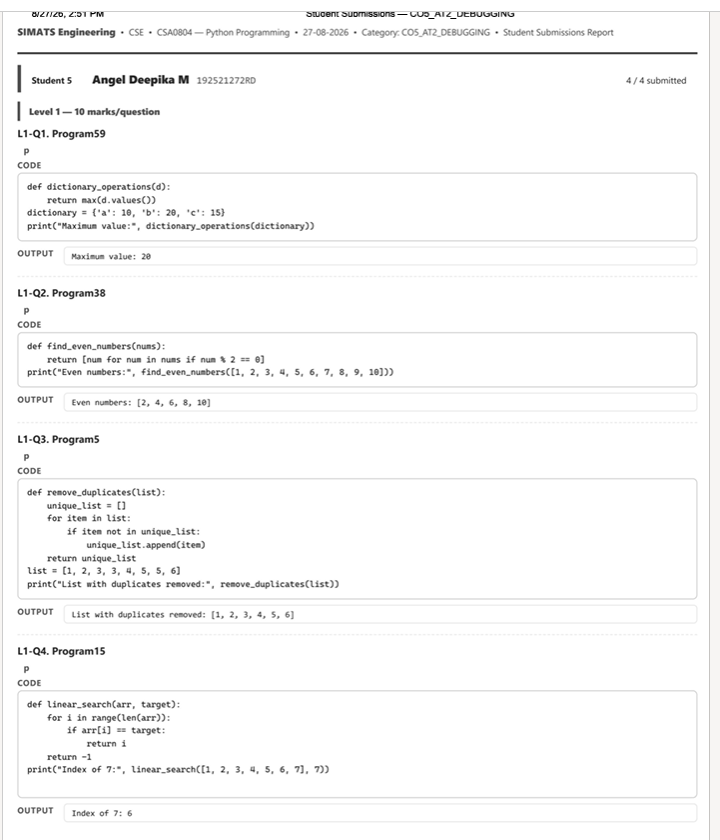 8/27/26, 2:51 PM Student Submissions — CO5_AT2_DEBUGGING
SIMATS Engineering • CSE • CSA0804 — Python Programming • 27-08-2026 • Category: CO5_AT2_DEBUGGING • Student Submissions Report
Student 5 Angel Deepika M 192521272RD 4 / 4 submitted
Level 1 — 10 marks/question
L1-Q1. Program59
p
CODE
def dictionary_operations(d):
    return max(d.values())
dictionary = {'a': 10, 'b': 20, 'c': 15}
print("Maximum value:", dictionary_operations(dictionary))
OUTPUT Maximum value: 20
L1-Q2. Program38
p
CODE
def find_even_numbers(nums):
    return [num for num in nums if num % 2 == 0]
print("Even numbers:", find_even_numbers([1, 2, 3, 4, 5, 6, 7, 8, 9, 10]))
OUTPUT Even numbers: [2, 4, 6, 8, 10]
L1-Q3. Program5
p
CODE
def remove_duplicates(list):
    unique_list = []
    for item in list:
        if item not in unique_list:
            unique_list.append(item)
    return unique_list
list = [1, 2, 3, 3, 4, 5, 5, 6]
print("List with duplicates removed:", remove_duplicates(list))
OUTPUT List with duplicates removed: [1, 2, 3, 4, 5, 6]
L1-Q4. Program15
p
CODE
def linear_search(arr, target):
    for i in range(len(arr)):
        if arr[i] == target:
            return i
    return -1
print("Index of 7:", linear_search([1, 2, 3, 4, 5, 6, 7], 7))
OUTPUT Index of 7: 6